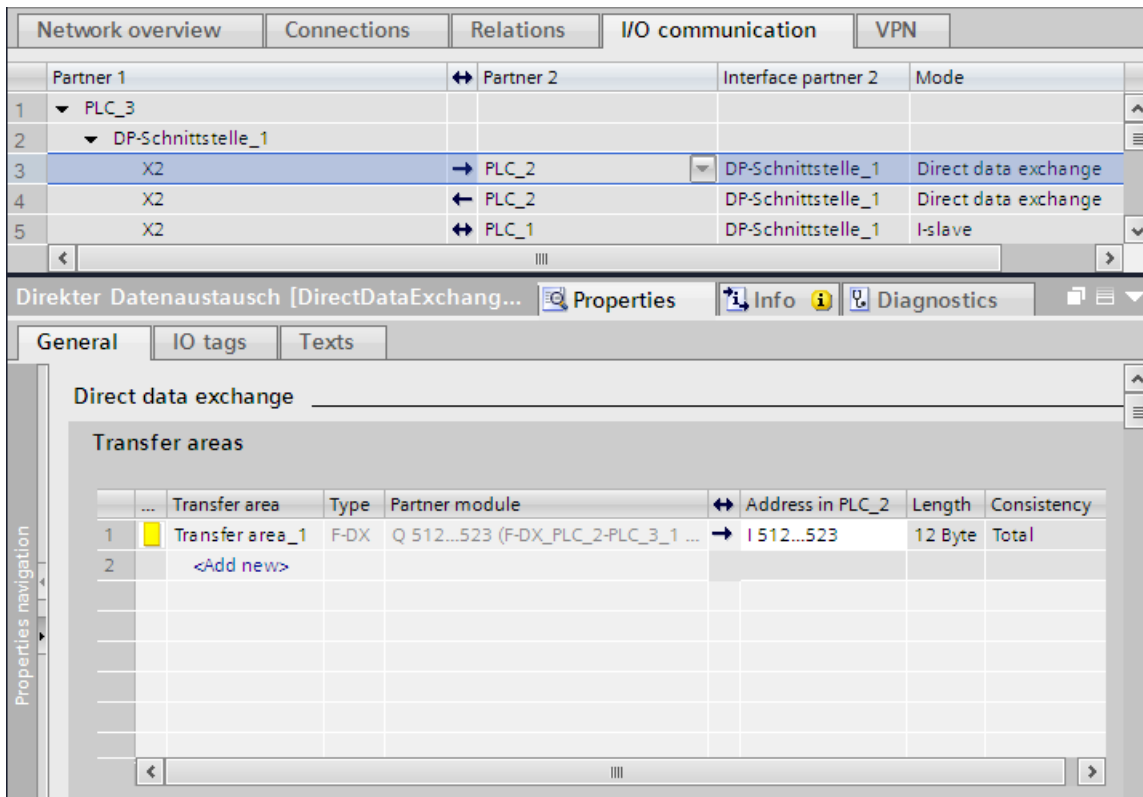 Network overview Connections Relations I/O communication VPN
Partner 1 ↔ Partner 2 Interface partner 2 Mode
1 PLC_3
2 DP-Schnittstelle_1
3 X2 → PLC_2 DP-Schnittstelle_1 Direct data exchange
4 X2 ← PLC_2 DP-Schnittstelle_1 Direct data exchange
5 X2 ↔ PLC_1 DP-Schnittstelle_1 I-slave
Direkter Datenaustausch [DirectDataExchang... Properties Info Diagnostics
General IO tags Texts
Properties navigation
Direct data exchange
Transfer areas
... Transfer area Type Partner module ↔ Address in PLC_2 Length Consistency
1 Transfer area_1 F-DX Q 512...523 (F-DX_PLC_2-PLC_3_1 ... → I 512...523 12 Byte Total
2 <Add new>